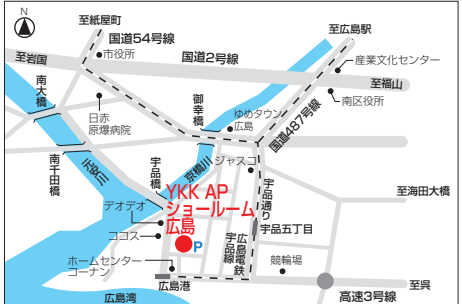 N
至紙屋町
国道54号線
至広島駅
市役所
至岩国
国道2号線
産業文化センター
至福山
南区役所
南大橋
日赤
原爆病院
御幸橋
ゆめタウン
広島
国道487号線
南千田橋
元安川
京橋川
ジャスコ
宇品橋
YKK AP
ショールーム
広島
宇品通り
至海田大橋
デオデオ
ココス
P
宇品五丁目
広島電鉄
宇品線
ホームセンター
コーナン
競輪場
広島港
至呉
広島湾
高速3号線